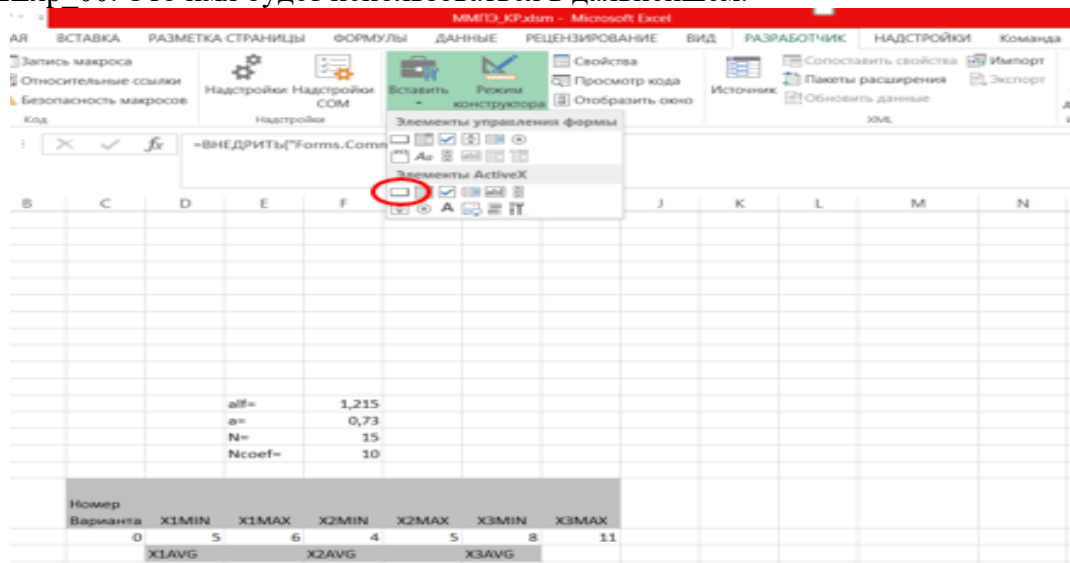 ММПЭ_КР.xlsm - Microsoft Excel
ВСТАВКА РАЗМЕТКА СТРАНИЦЫ ФОРМУЛЫ ДАННЫЕ РЕЦЕНЗИРОВАНИЕ ВИД РАЗРАБОТЧИК НАДСТРОЙКИ Команда
Запись макроса
Относительные ссылки
Безопасность макросов
Код
Надстройки Надстройки COM
Надстройки
Вставить
Режим конструктора
Свойства
Просмотр кода
Отобразить окно
Источник
Сопоставить свойства
Пакеты расширения
Обновить данные
Импорт
Экспорт
XML
Элементы управления формы
Элементы ActiveX
fx =ВНЕДРИТЬ("Forms.Comm
B C D E F J K L M N
alf= 1,215
a= 0,73
N= 15
Ncoef= 10
Номер Варианта X1MIN X1MAX X2MIN X2MAX X3MIN X3MAX
0 5 6 4 5 8 11
X1AVG X2AVG X3AVG